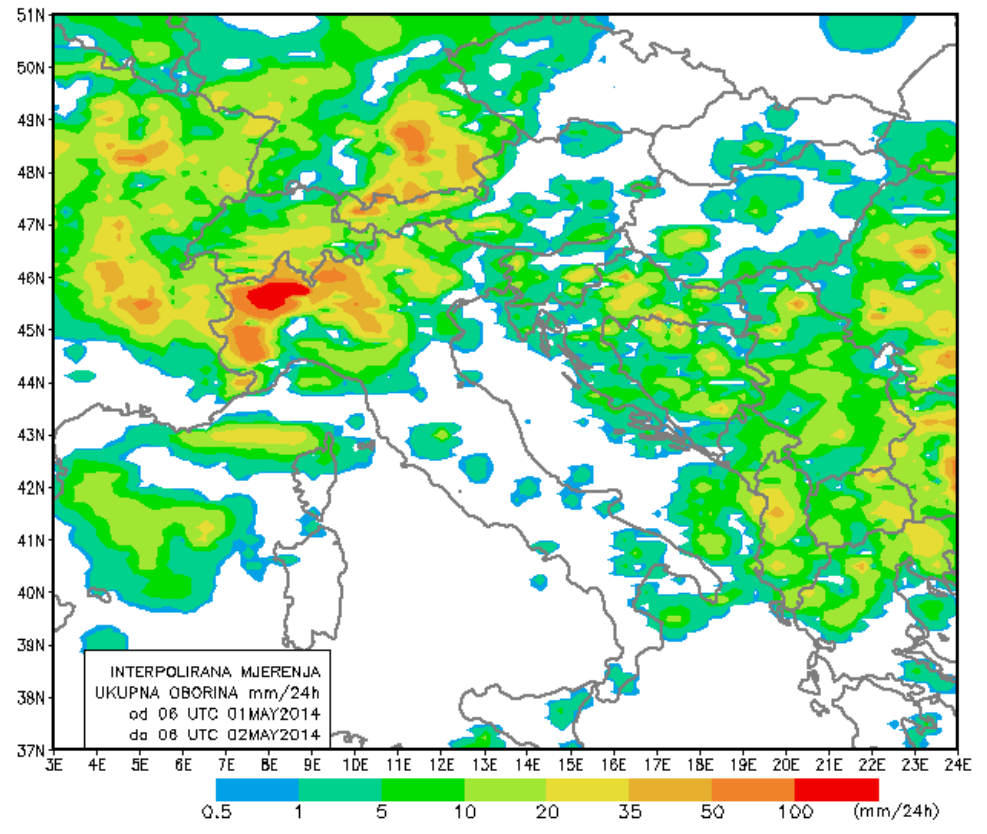 51N
50N
49N
48N
47N
46N
45N
44N
43N
42N
41N
40N
39N
38N
37N
INTERPOLIRANA MJERENJA
UKUPNA OBORINA mm/24h
od 06 UTC 01MAY2014
do 06 UTC 02MAY2014
3E 4E 5E 6E 7E 8E 9E 10E 11E 12E 13E 14E 15E 16E 17E 18E 19E 20E 21E 22E 23E 24E
0.5 1 5 10 20 35 50 100 (mm/24h)